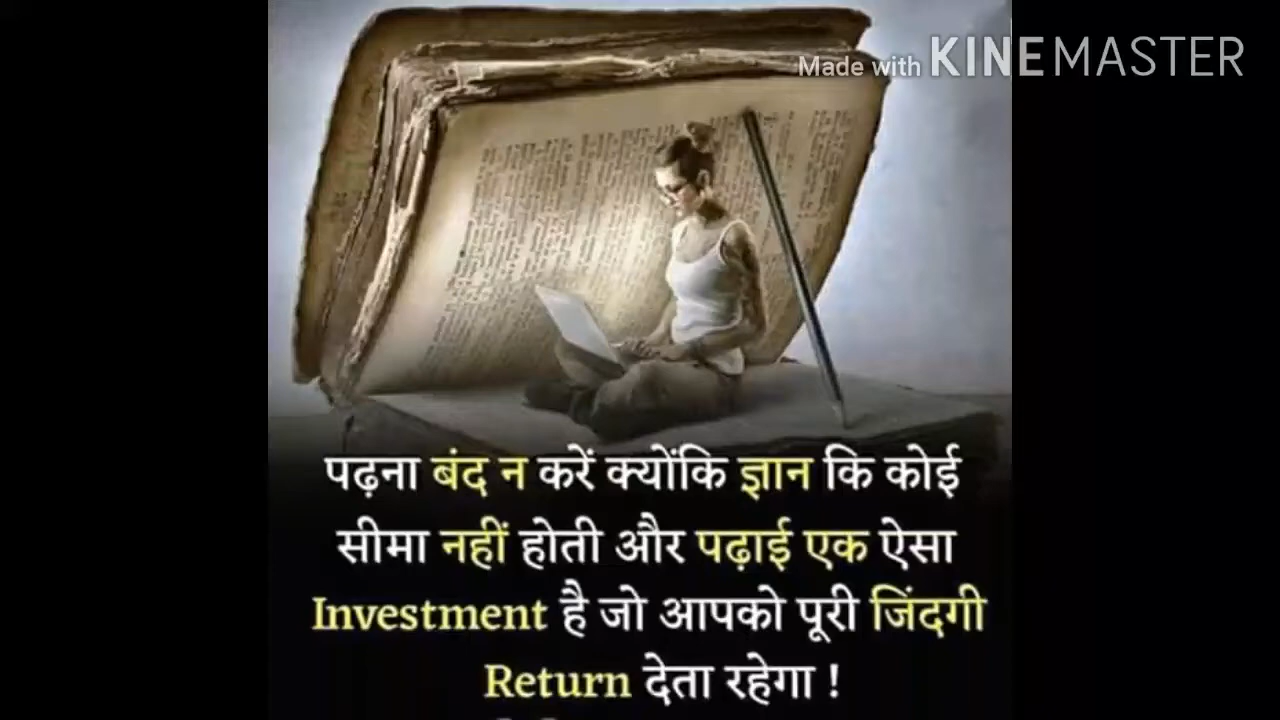 Made with KINEMASTER
पढ़ना बंद न करें क्योंकि ज्ञान कि कोई
सीमा नहीं होती और पढ़ाई एक ऐसा
Investment है जो आपको पूरी जिंदगी
Return देता रहेगा !